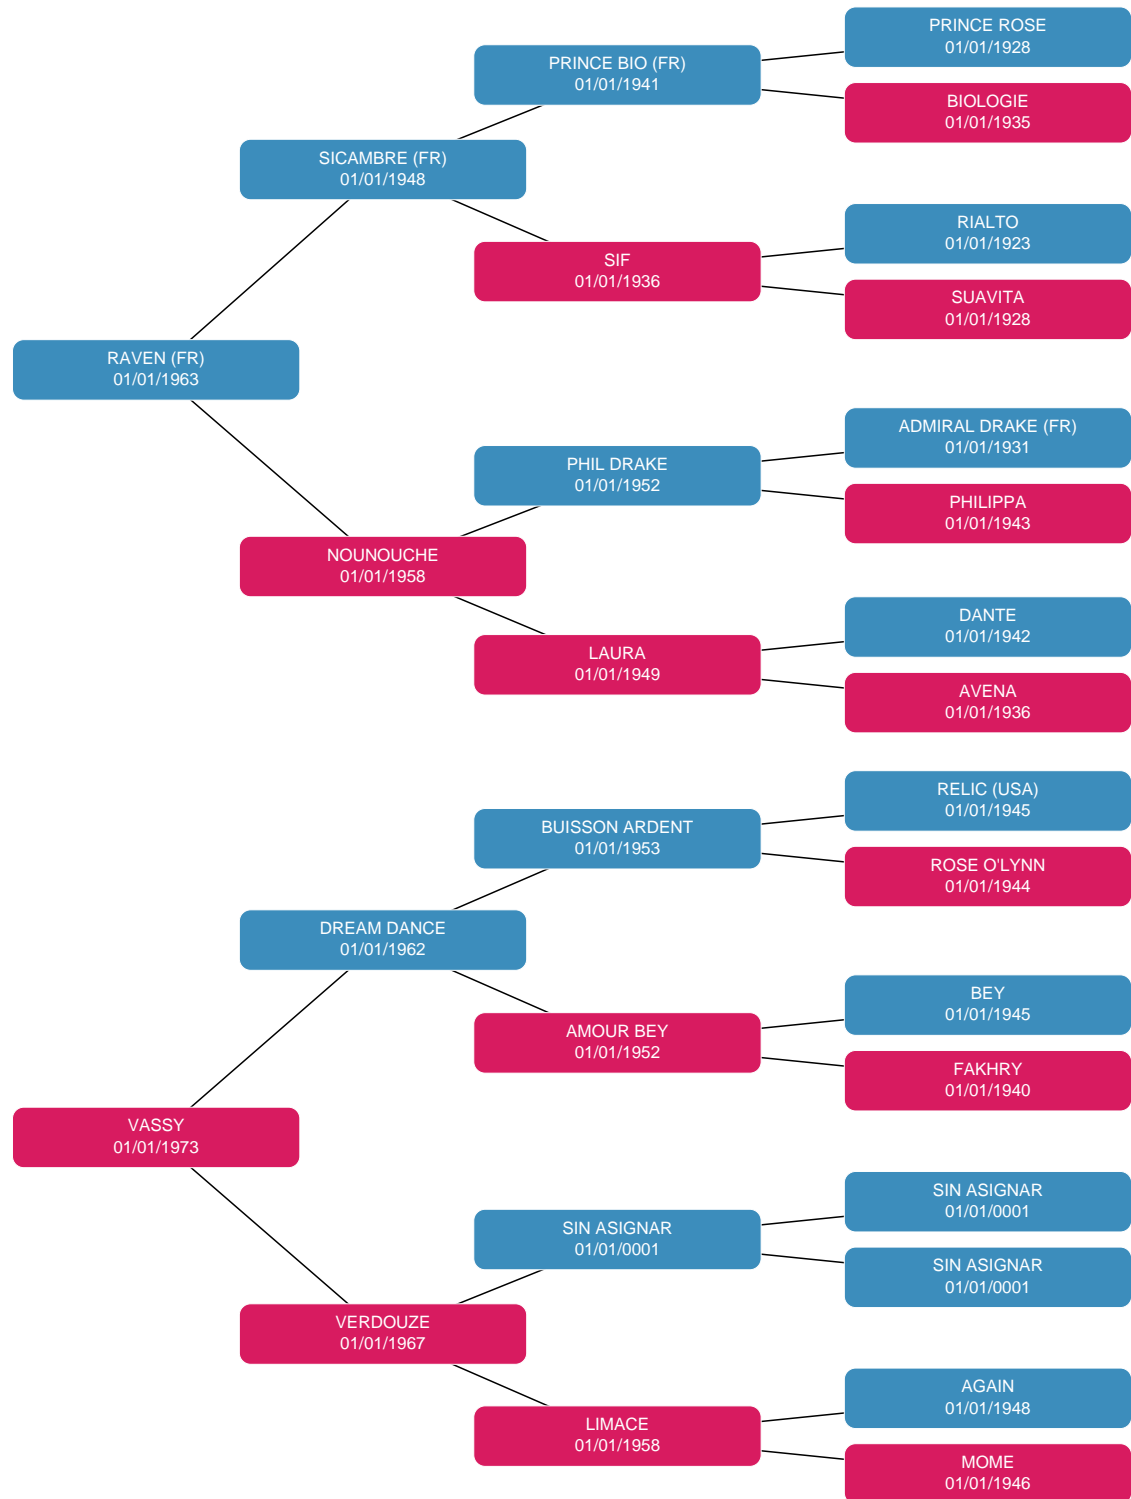 PRINCE ROSE
01/01/1928
PRINCE BIO (FR)
01/01/1941
BIOLOGIE
01/01/1935
SICAMBRE (FR)
01/01/1948
RIALTO
01/01/1923
SIF
01/01/1936
SUAVITA
01/01/1928
RAVEN (FR)
01/01/1963
ADMIRAL DRAKE (FR)
01/01/1931
PHIL DRAKE
01/01/1952
PHILIPPA
01/01/1943
NOUNOUCHE
01/01/1958
DANTE
01/01/1942
LAURA
01/01/1949
AVENA
01/01/1936
RELIC (USA)
01/01/1945
BUISSON ARDENT
01/01/1953
ROSE O'LYNN
01/01/1944
DREAM DANCE
01/01/1962
BEY
01/01/1945
AMOUR BEY
01/01/1952
FAKHRY
01/01/1940
VASSY
01/01/1973
SIN ASIGNAR
01/01/0001
SIN ASIGNAR
01/01/0001
SIN ASIGNAR
01/01/0001
VERDOUZE
01/01/1967
AGAIN
01/01/1948
LIMACE
01/01/1958
MOME
01/01/1946